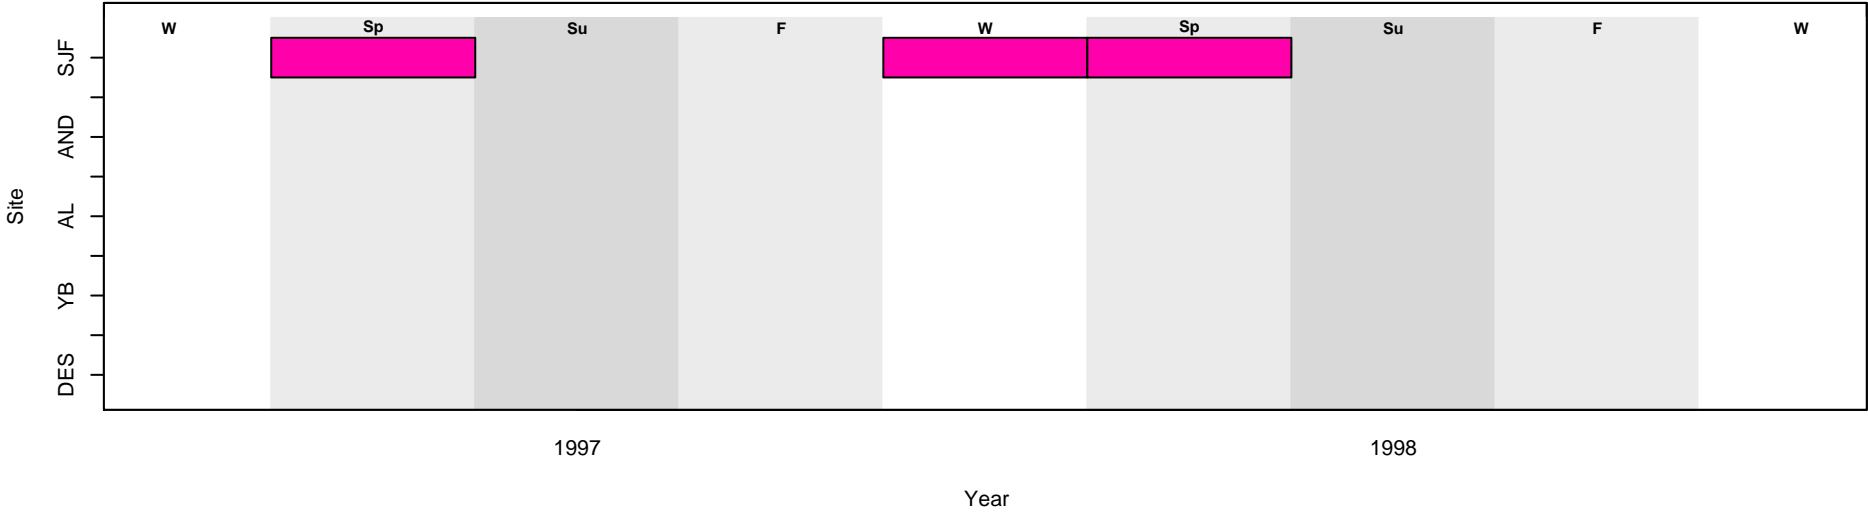 W Sp Su F W Sp Su F W
SJF
AND
AL
YB
DES
Site
1997 1998
Year